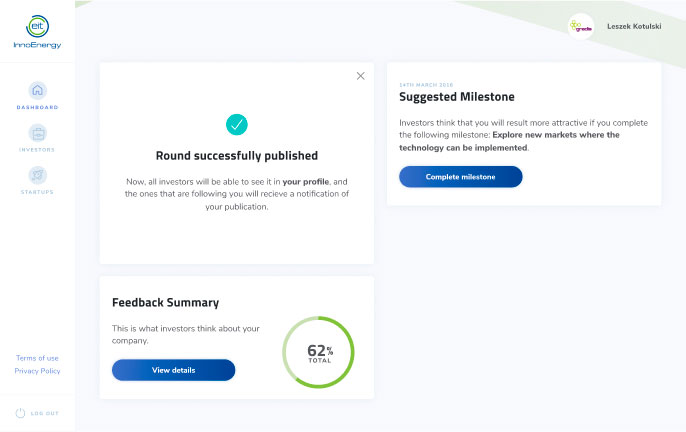 eit
InnoEnergy
DASHBOARD
INVESTORS
STARTUPS
Terms of use
Privacy Policy
LOG OUT
gradis
Leszek Kotulski
Round successfully published
Now, all investors will be able to see it in your profile, and
the ones that are following you will recieve a notification of
your publication.
14TH MARCH 2018
Suggested Milestone
Investors think that you will result more attractive if you complete
the following milestone: Explore new markets where the
technology can be implemented.
Complete milestone
Feedback Summary
This is what investors think about your
company.
View details
62%
TOTAL